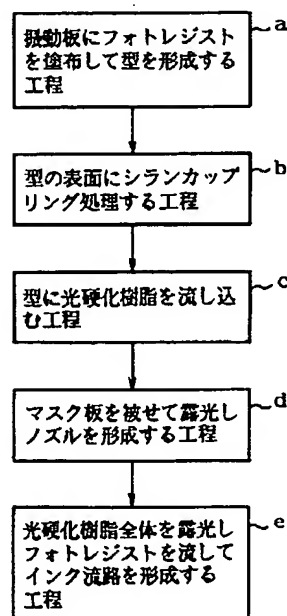 振動板にフォトレジスト
を塗布して型を形成する
工程
a
型の表面にシランカップ
リング処理する工程
b
型に光硬化樹脂を流し込
む工程
c
マスク板を被せて露光し
ノズルを形成する工程
d
光硬化樹脂全体を露光し
フォトレジストを流して
インク流路を形成する
工程
e